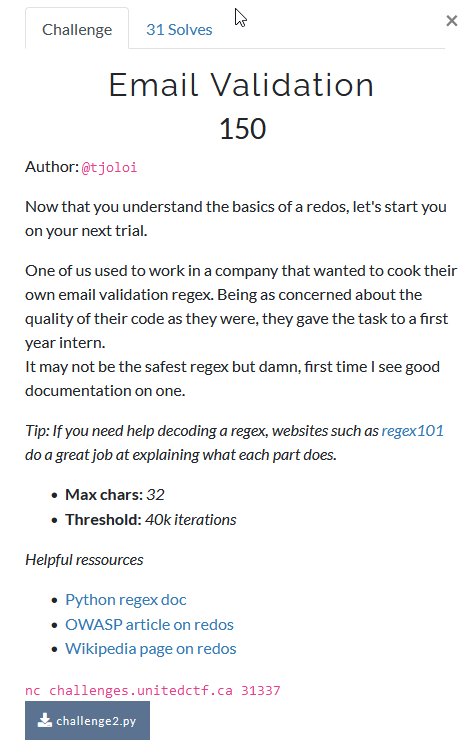 Challenge 31 Solves ×
Email Validation
150
Author: @tjoloi
Now that you understand the basics of a redos, let's start you
on your next trial.
One of us used to work in a company that wanted to cook their
own email validation regex. Being as concerned about the
quality of their code as they were, they gave the task to a first
year intern.
It may not be the safest regex but damn, first time I see good
documentation on one.
Tip: If you need help decoding a regex, websites such as regex101
do a great job at explaining what each part does.
• Max chars: 32
• Threshold: 40k iterations
Helpful ressources
• Python regex doc
• OWASP article on redos
• Wikipedia page on redos
nc challenges.unitedctf.ca 31337
challenge2.py